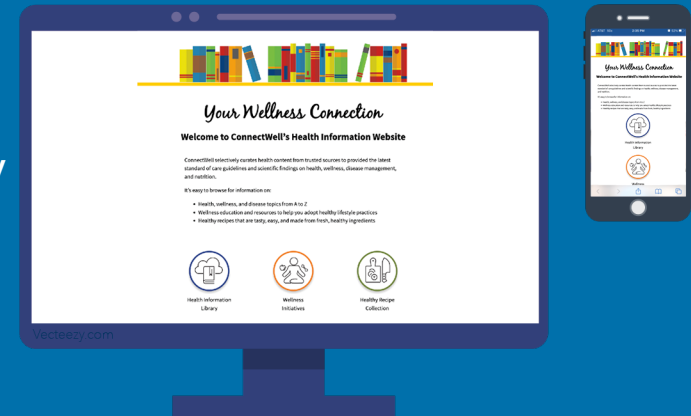 y
Your Wellness Connection
Welcome to ConnectWell's Health Information Website
ConnectWell selectively curates health content from trusted sources to provided the latest
standard of care guidelines and scientific findings on health, wellness, disease management,
and nutrition.
It's easy to browse for information on:
• Health, wellness, and disease topics from A to Z
• Wellness education and resources to help you adopt healthy lifestyle practices
• Healthy recipes that are tasty, easy, and made from fresh, healthy ingredients
Health Information
Library
Wellness
Initiatives
Healthy Recipe
Collection
Vecteezy.com
Your Wellness Connection
Welcome to ConnectWell's Health Information Website
Health Information
Library
Wellness